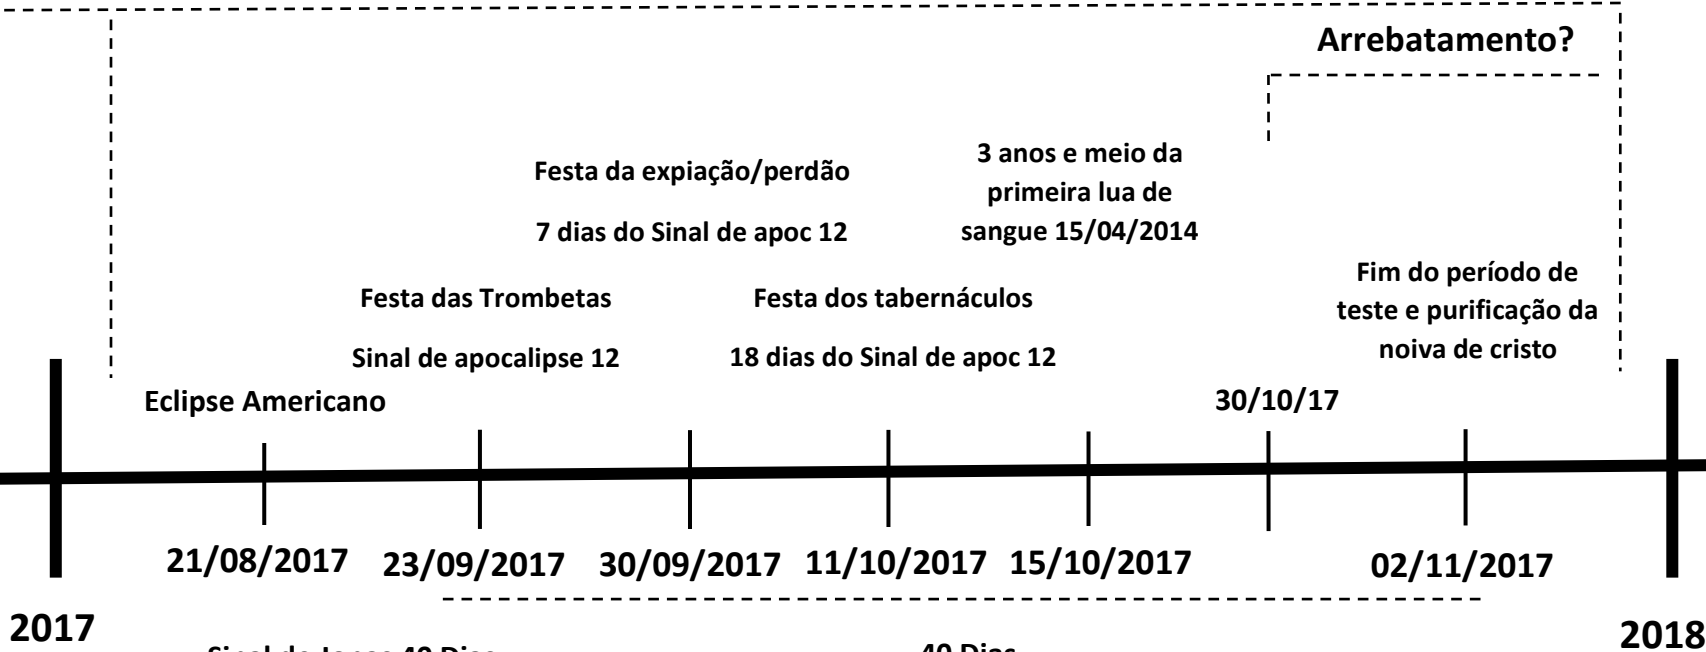 Arrebatamento?
Festa da expiação/perdão
7 dias do Sinal de apoc 12
3 anos e meio da
primeira lua de
sangue 15/04/2014
Festa das Trombetas
Sinal de apocalipse 12
Festa dos tabernáculos
18 dias do Sinal de apoc 12
Fim do período de
teste e purificação da
noiva de cristo
Eclipse Americano
30/10/17
21/08/2017
23/09/2017
30/09/2017
11/10/2017
15/10/2017
02/11/2017
2017
2018
40 Dias